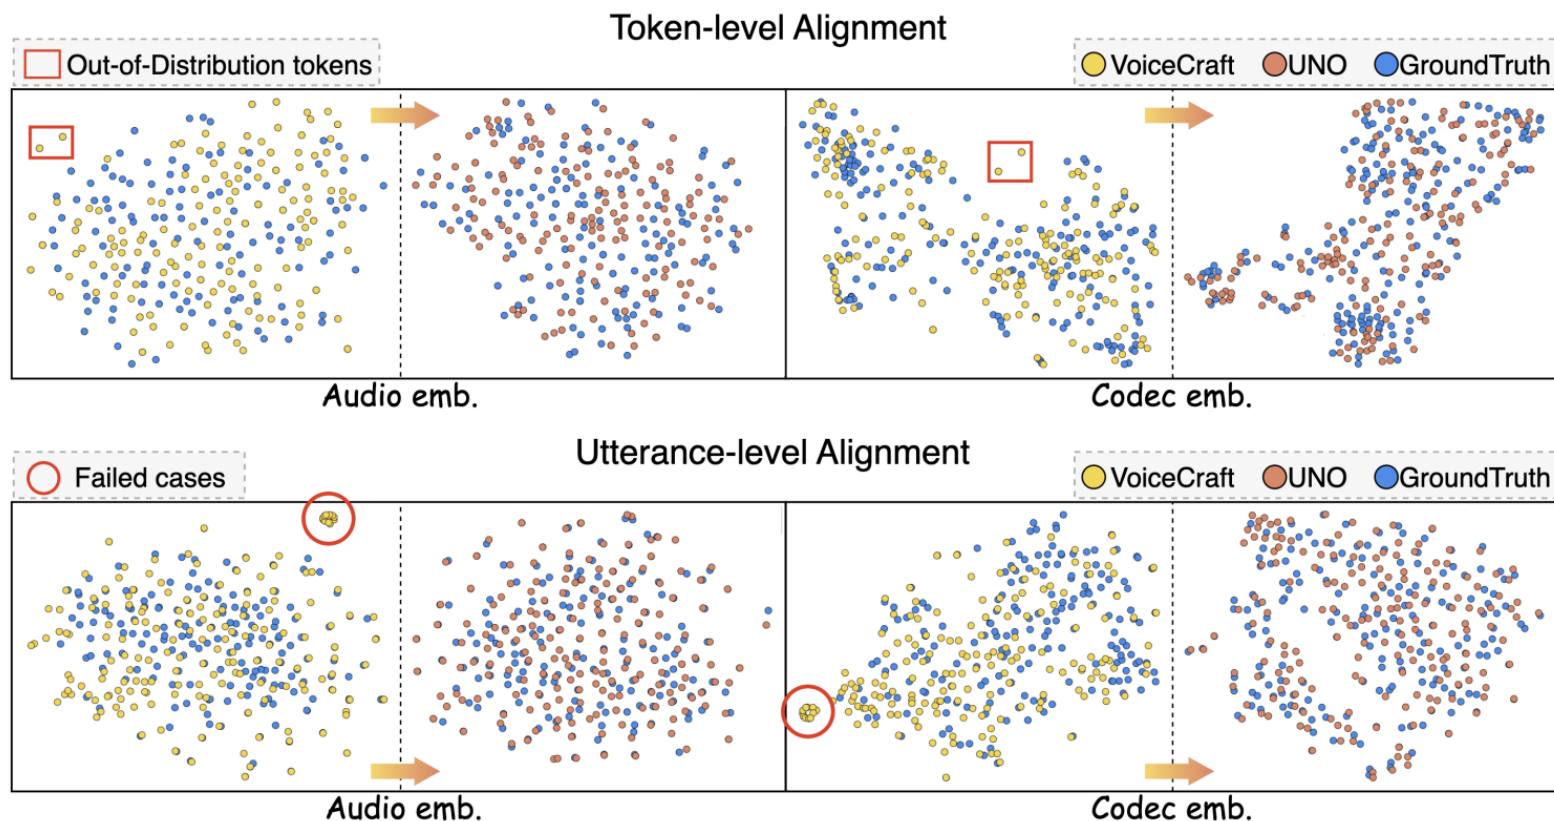 Token-level Alignment
Out-of-Distribution tokens
VoiceCraft UNO GroundTruth
Audio emb. Codec emb.
Utterance-level Alignment
Failed cases
VoiceCraft UNO GroundTruth
Audio emb. Codec emb.